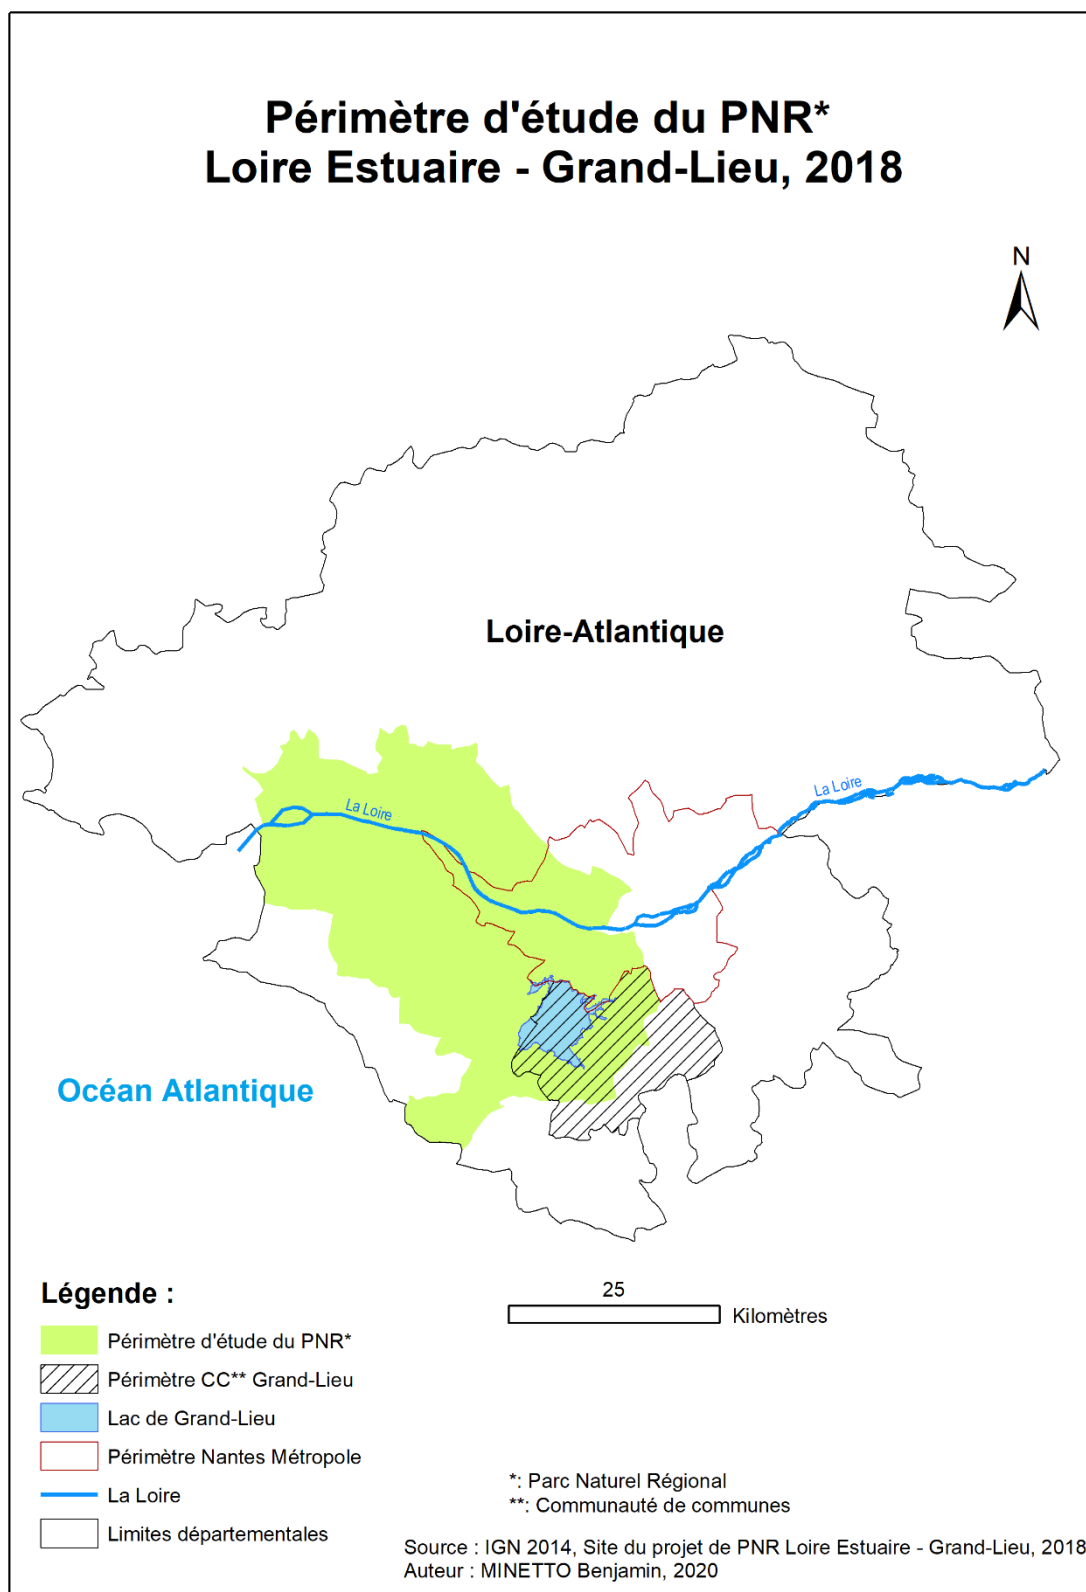 Périmètre d'étude du PNR*
Loire Estuaire - Grand-Lieu, 2018
N
Loire-Atlantique
La Loire
La Loire
Océan Atlantique
Légende :
Périmètre d'étude du PNR*
Périmètre CC** Grand-Lieu
Lac de Grand-Lieu
Périmètre Nantes Métropole
La Loire
Limites départementales
25
Kilomètres
*: Parc Naturel Régional
**: Communauté de communes
Source : IGN 2014, Site du projet de PNR Loire Estuaire - Grand-Lieu, 2018
Auteur : MINETTO Benjamin, 2020